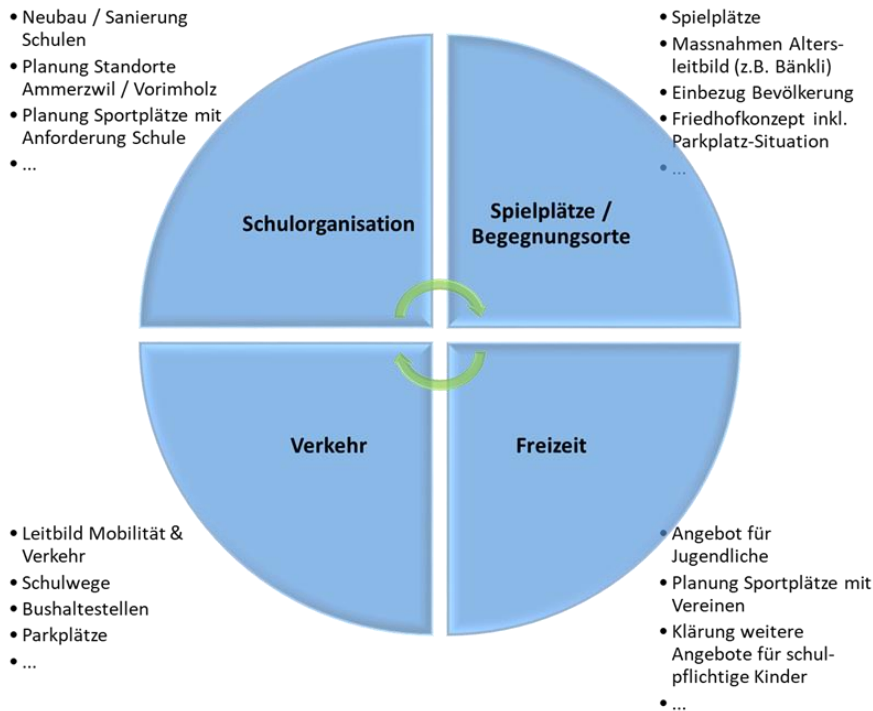 • Neubau / Sanierung
Schulen
• Planung Standorte
Ammerzwil / Vorimholz
• Planung Sportplätze mit
Anforderung Schule
• ...
• Spielplätze
• Massnahmen Alters-
leitbild (z.B. Bänkli)
• Einbezug Bevölkerung
• Friedhofkonzept inkl.
Parkplatz-Situation
• ...
Schulorganisation
Spielplätze /
Begegnungsorte
Verkehr
Freizeit
• Leitbild Mobilität &
Verkehr
• Schulwege
• Bushaltestellen
• Parkplätze
• ...
• Angebot für
Jugendliche
• Planung Sportplätze mit
Vereinen
• Klärung weitere
Angebote für schul-
pflichtige Kinder
• ...